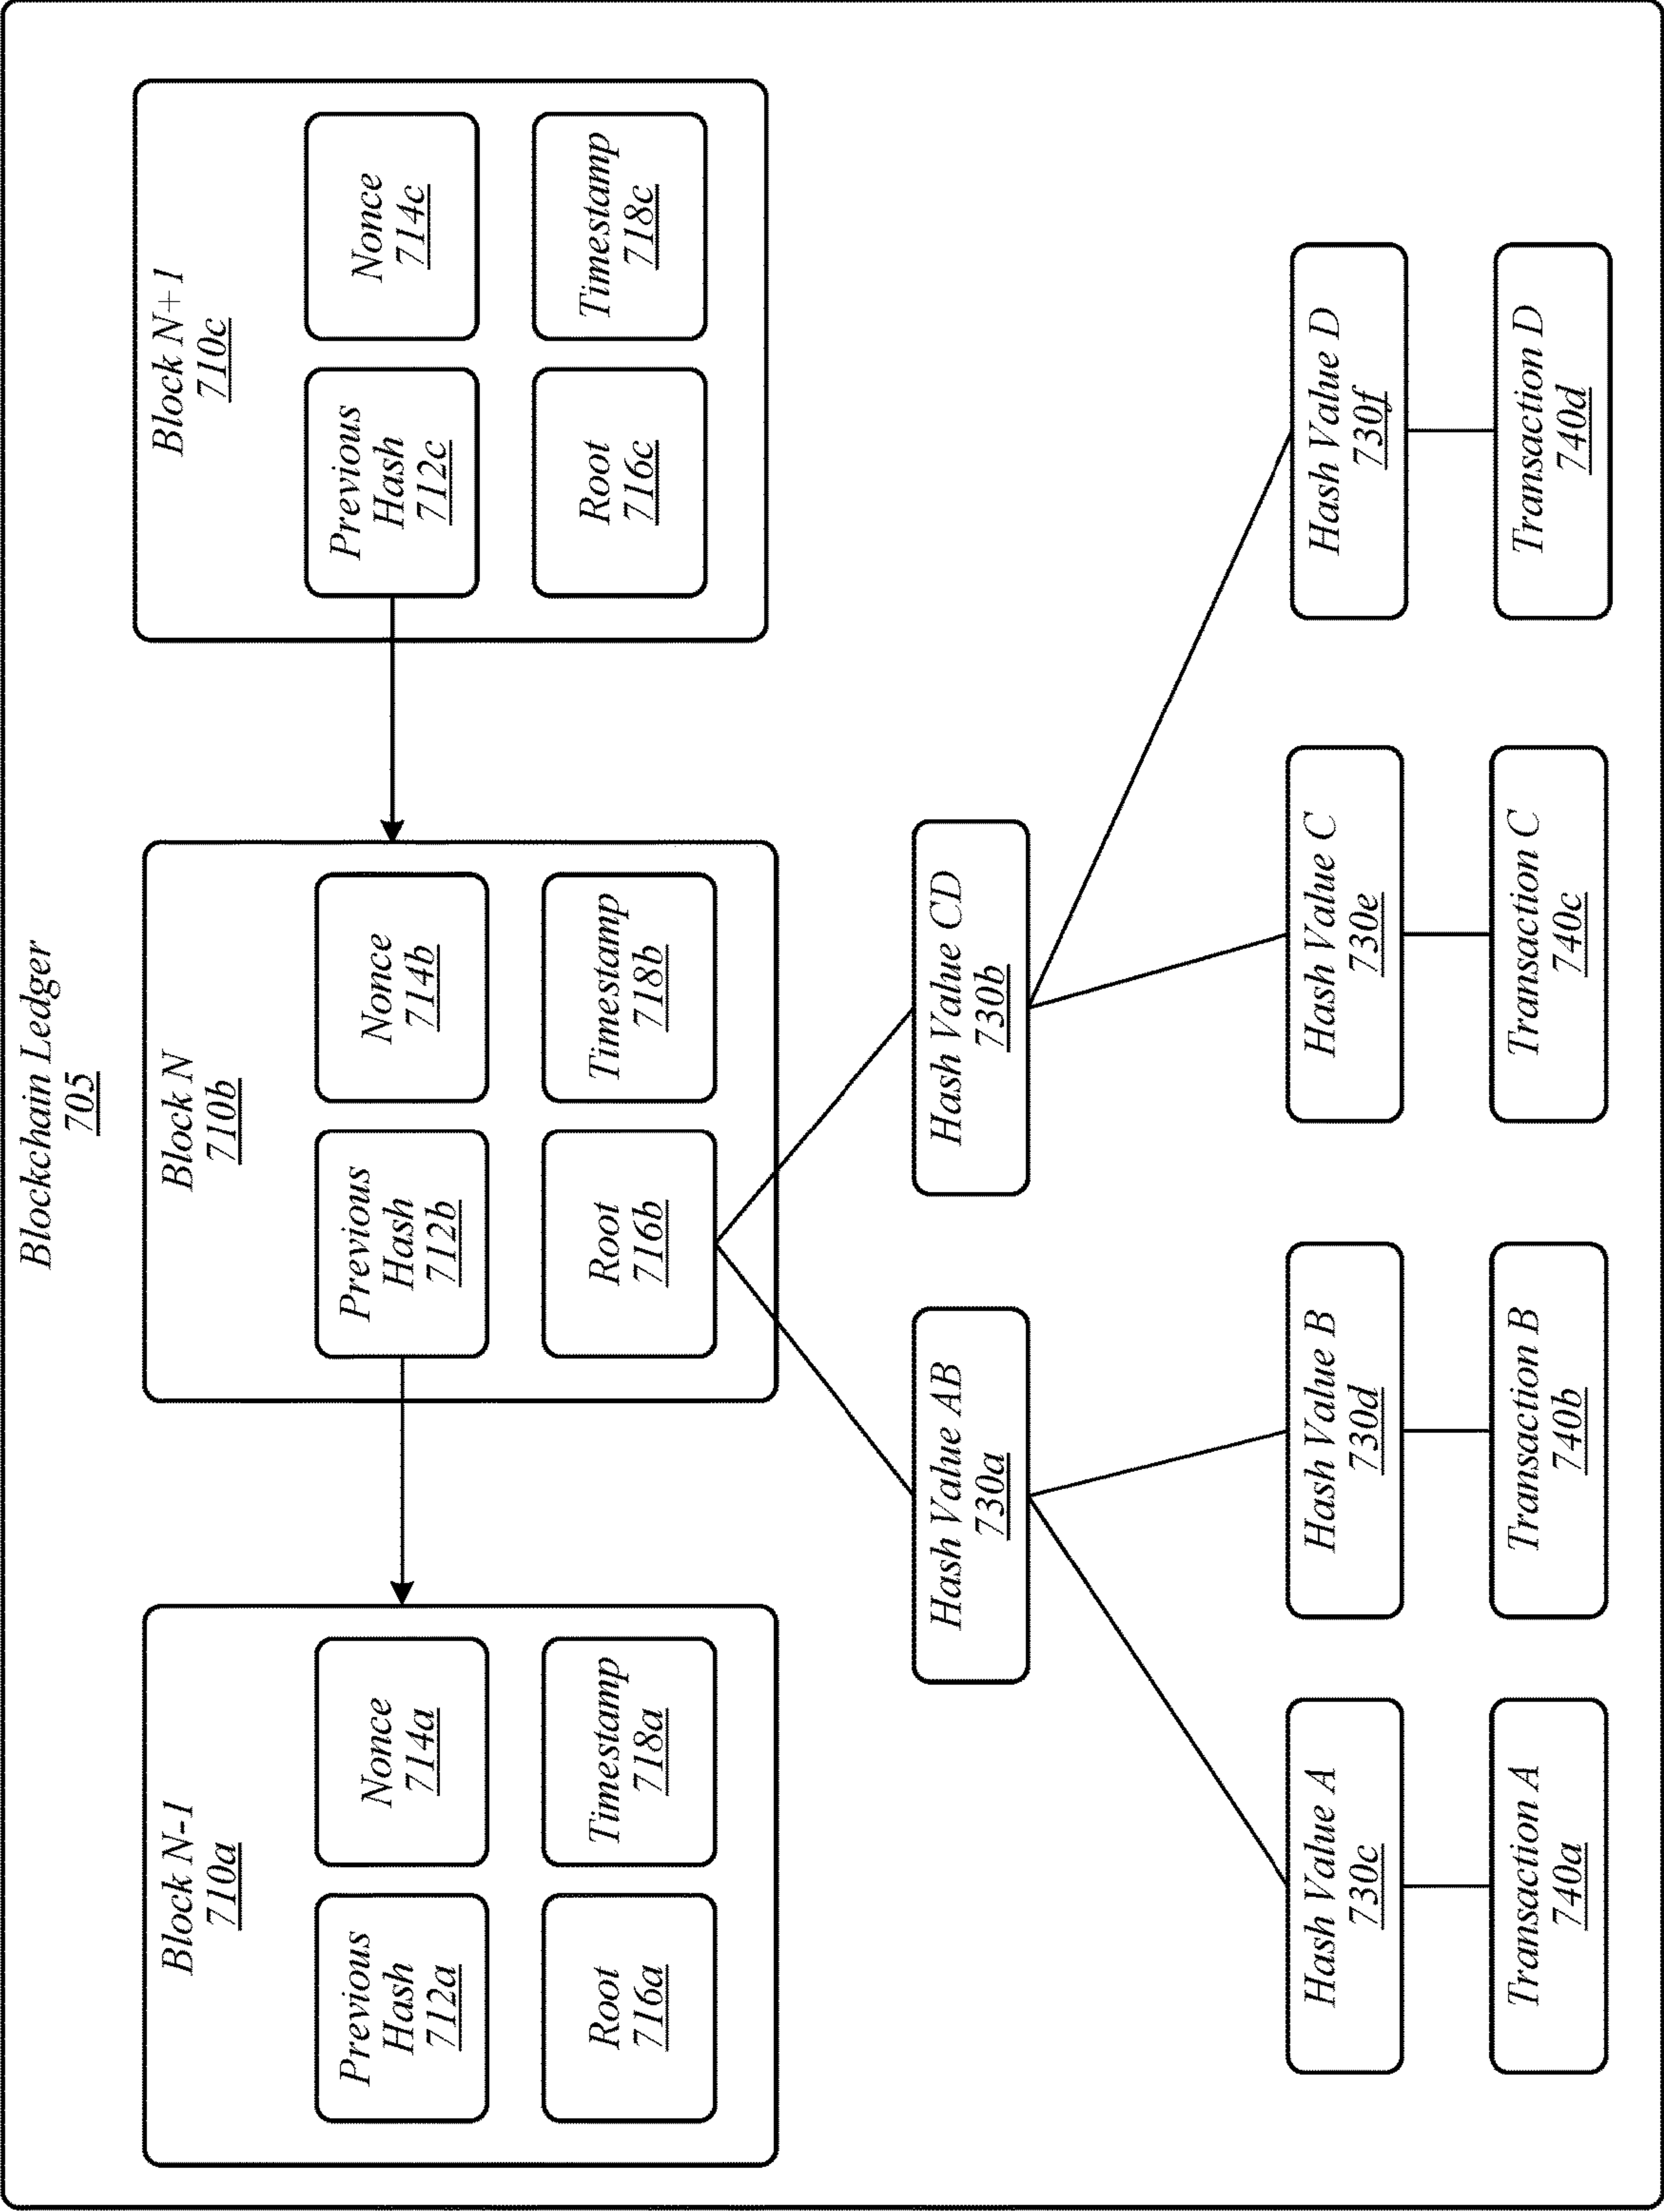 Blockchain Ledger
705
Block N-1
710a
Previous
Hash
712a
Nonce
714a
Root
716a
Timestamp
718a
Block N
710b
Previous
Hash
712b
Nonce
714b
Root
716b
Timestamp
718b
Block N+1
710c
Previous
Hash
712c
Nonce
714c
Root
716c
Timestamp
718c
Hash Value AB
730a
Hash Value CD
730b
Hash Value A
730c
Hash Value B
730d
Hash Value C
730e
Hash Value D
730f
Transaction A
740a
Transaction B
740b
Transaction C
740c
Transaction D
740d